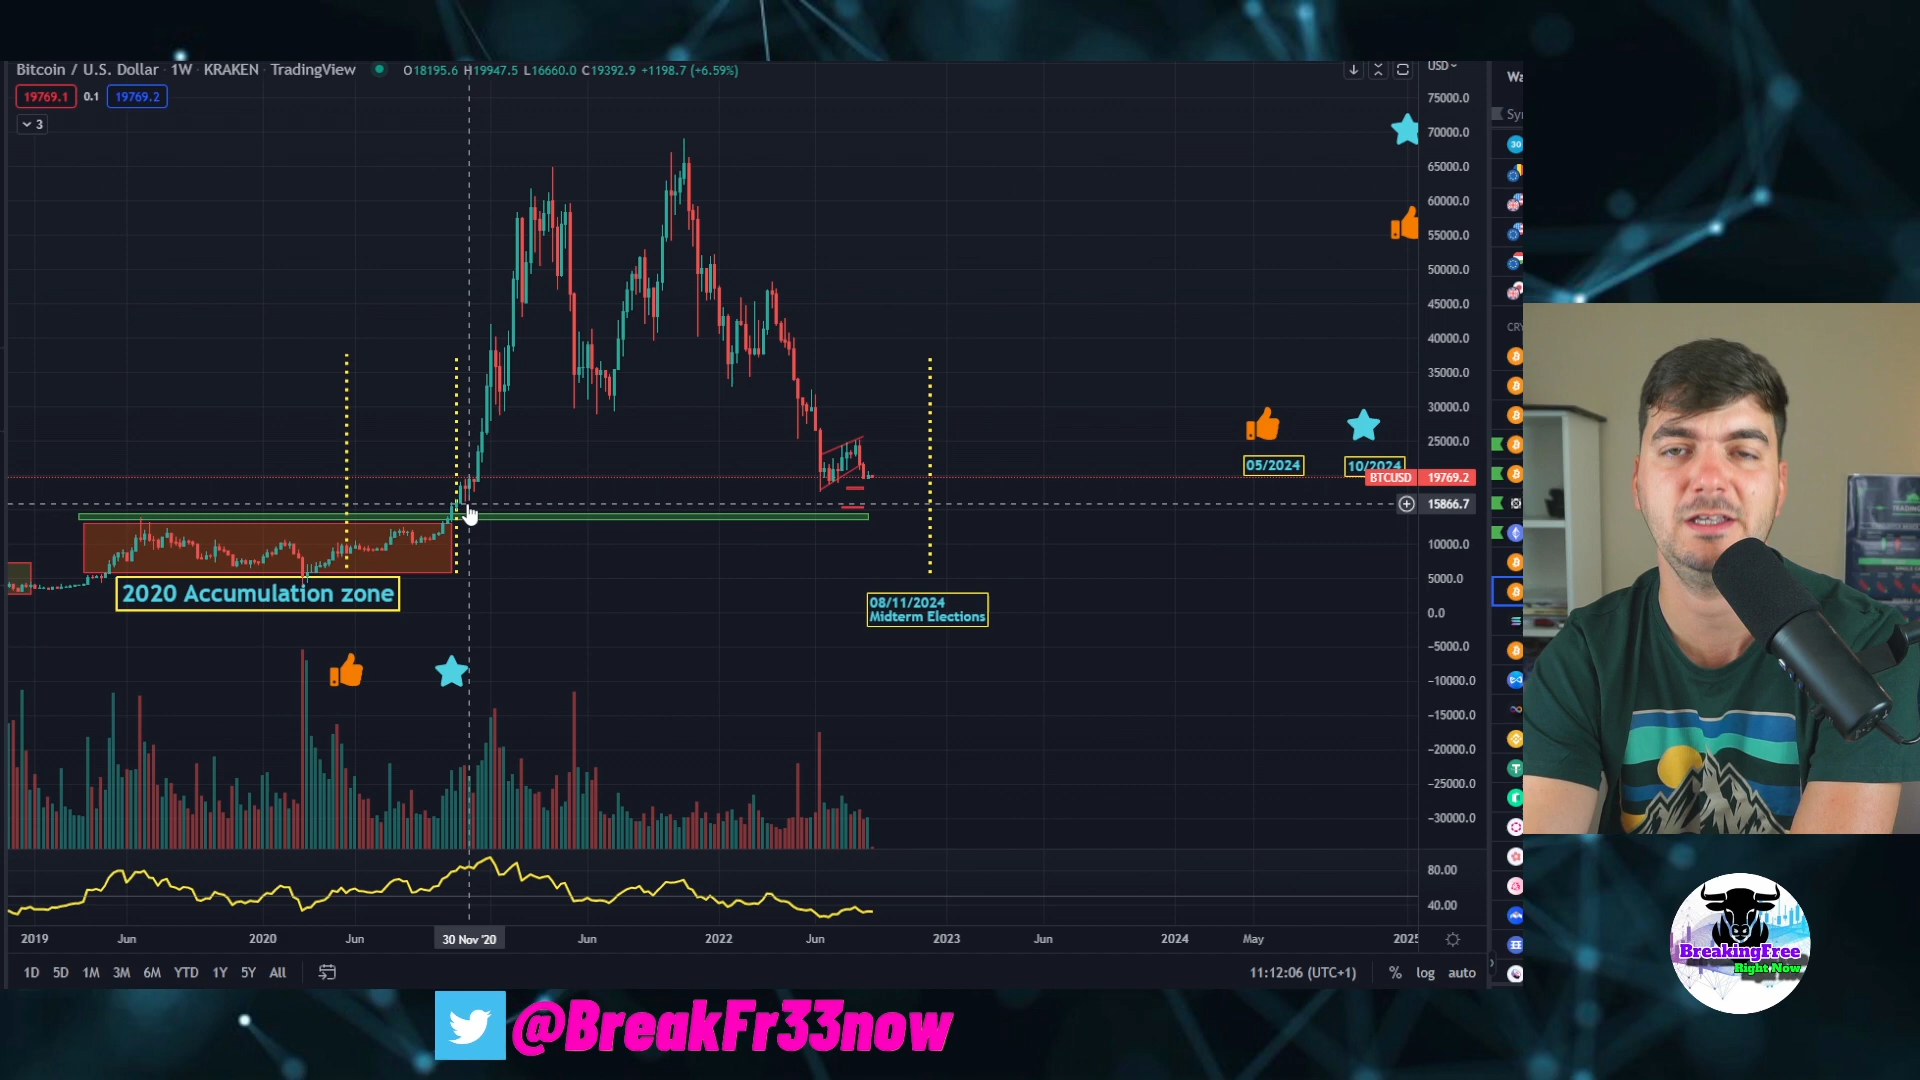 Bitcoin / U.S. Dollar · 1W · KRAKEN · TradingView
O18195.6 H19947.5 L16660.0 C19392.9 +1198.7 (+6.59%)
USD
Wa
19769.1 0.1 19769.2
3
Sy
75000.0
70000.0
65000.0
60000.0
55000.0
50000.0
45000.0
40000.0
35000.0
30000.0
25000.0
BTCUSD 19769.2
15866.7
10000.0
5000.0
0.0
−5000.0
−10000.0
−15000.0
−20000.0
−25000.0
−30000.0
80.00
40.00
30
CRY
05/2024
10/2024
2020 Accumulation zone
08/11/2024
Midterm Elections
2019 Jun 2020 Jun 30 Nov '20 Jun 2022 Jun 2023 Jun 2024 May 2025
1D 5D 1M 3M 6M YTD 1Y 5Y All
11:12:06 (UTC+1) % log auto
TRADING
BreakingFree
Right Now
@BreakFr33now